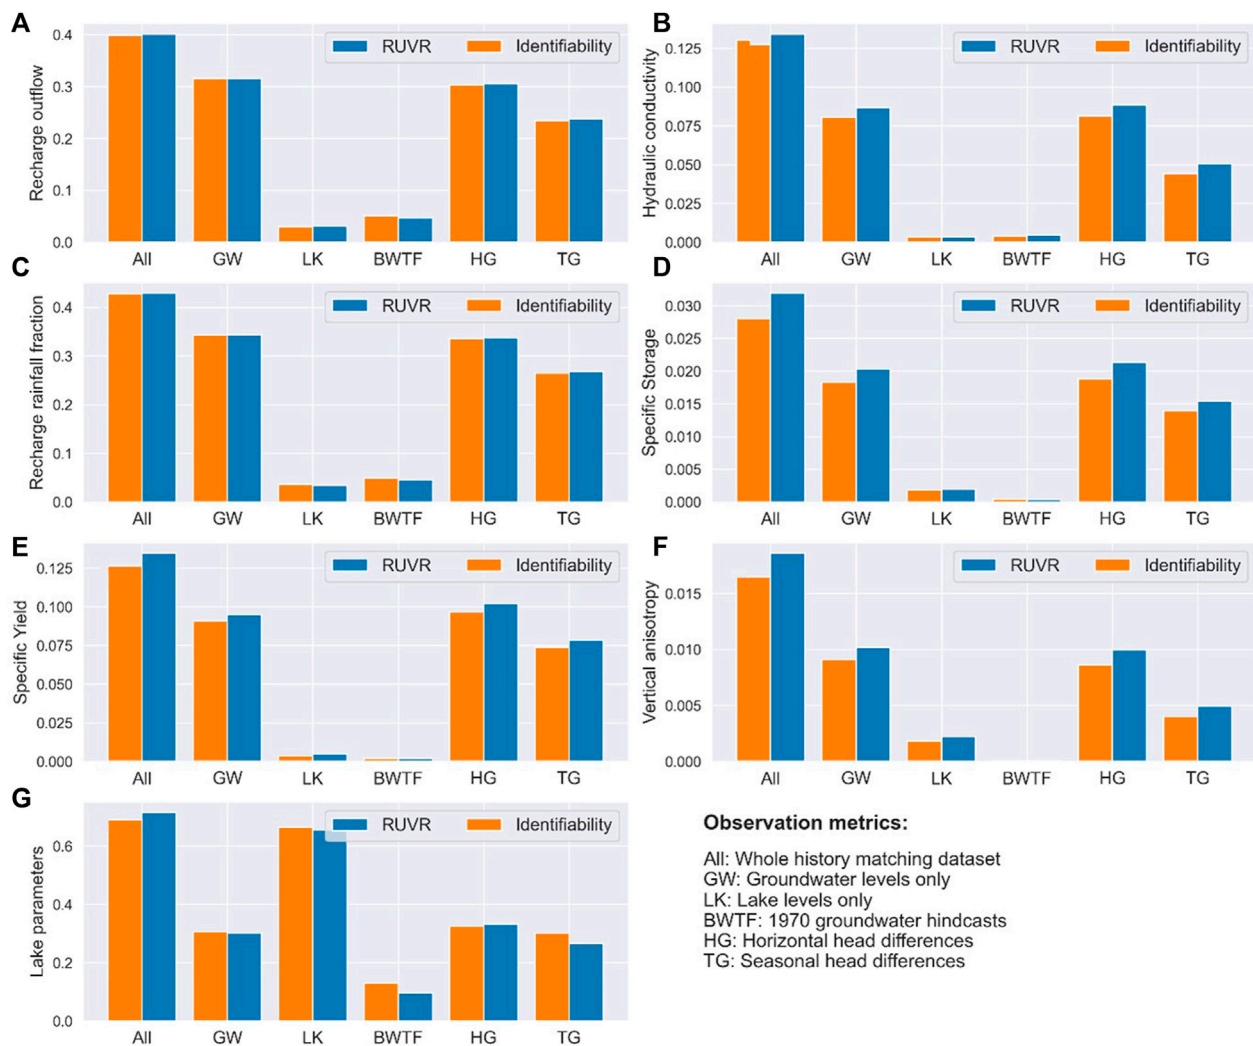 A
Recharge outflow
0.4
0.3
0.2
0.1
0.0
RUVR Identifiability
All GW LK BWTF HG TG
B
Hydraulic conductivity
0.125
0.100
0.075
0.050
0.025
0.000
RUVR Identifiability
All GW LK BWTF HG TG
C
Recharge rainfall fraction
0.4
0.3
0.2
0.1
0.0
RUVR Identifiability
All GW LK BWTF HG TG
D
Specific Storage
0.030
0.025
0.020
0.015
0.010
0.005
0.000
RUVR Identifiability
All GW LK BWTF HG TG
E
Specific Yield
0.125
0.100
0.075
0.050
0.025
0.000
RUVR Identifiability
All GW LK BWTF HG TG
F
Vertical anisotropy
0.015
0.010
0.005
0.000
RUVR Identifiability
All GW LK BWTF HG TG
G
Lake parameters
0.6
0.4
0.2
0.0
RUVR Identifiability
All GW LK BWTF HG TG
Observation metrics:
All: Whole history matching dataset
GW: Groundwater levels only
LK: Lake levels only
BWTF: 1970 groundwater hindcasts
HG: Horizontal head differences
TG: Seasonal head differences